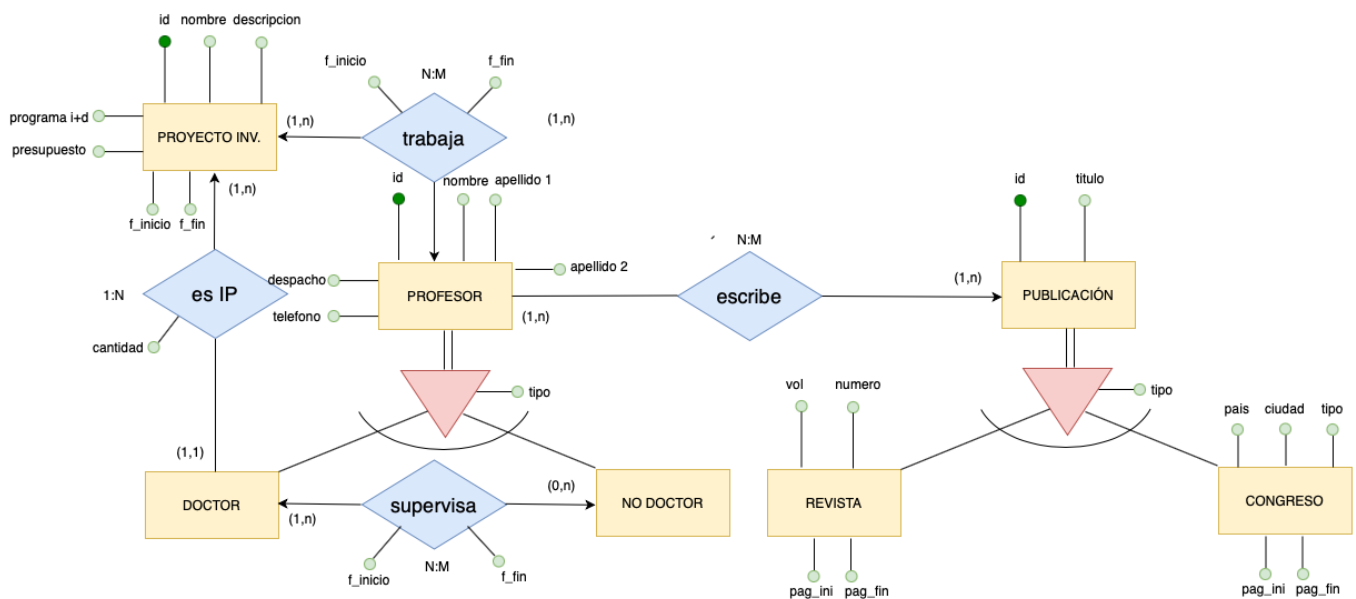 id
nombre
descripcion
programa i+d
presupuesto
PROYECTO INV.
f_inicio
f_fin
(1,n)
(1,n)
f_inicio
N:M
f_fin
trabaja
(1,n)
id
nombre
apellido 1
apellido 2
despacho
telefono
PROFESOR
(1,n)
N:M
escribe
(1,n)
id
titulo
PUBLICACIÓN
1:N
es IP
cantidad
(1,1)
tipo
DOCTOR
(1,n)
supervisa
(0,n)
NO DOCTOR
f_inicio
N:M
f_fin
tipo
vol
numero
REVISTA
pag_ini
pag_fin
pais
ciudad
tipo
CONGRESO
pag_ini
pag_fin